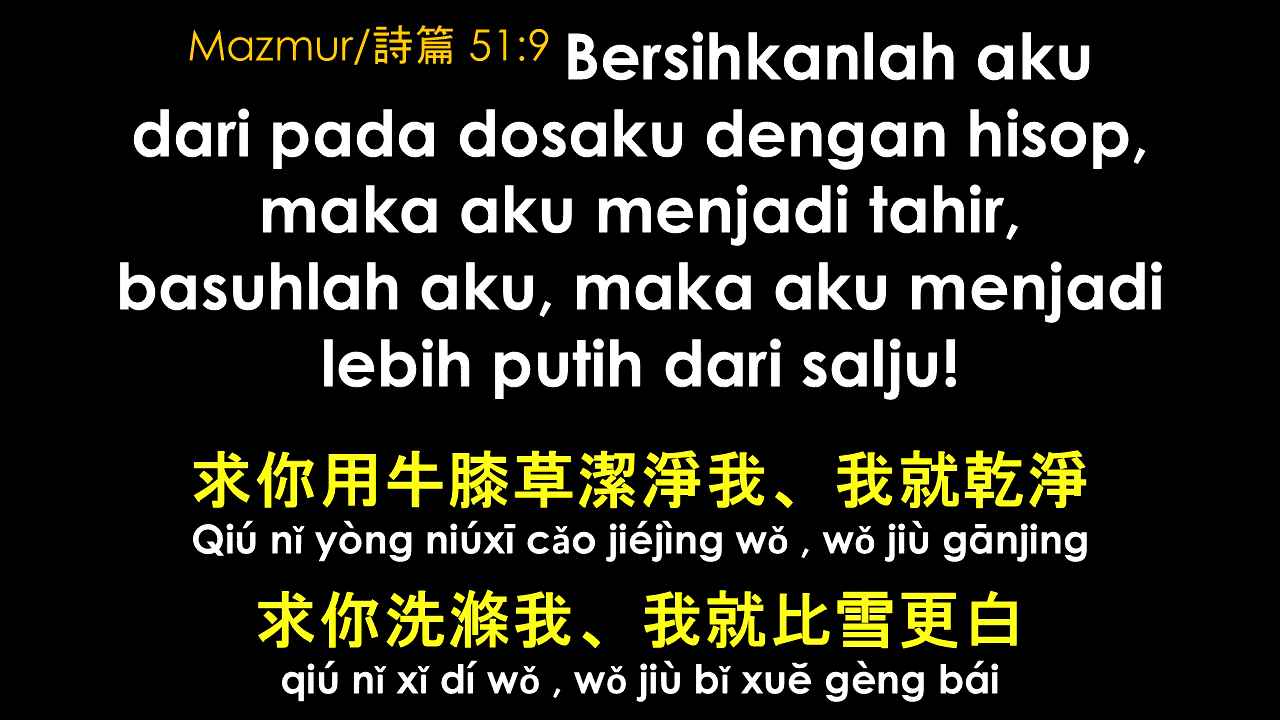 Mazmur/詩篇 51:9 Bersihkanlah aku
dari pada dosaku dengan hisop,
maka aku menjadi tahir,
basuhlah aku, maka aku menjadi
lebih putih dari salju!
求你用牛膝草潔淨我、我就乾淨
Qiú nǐ yòng niúxī cǎo jiéjìng wǒ , wǒ jiù gānjing
求你洗滌我、我就比雪更白
qiú nǐ xǐ dí wǒ , wǒ jiù bǐ xuĕ gèng bái